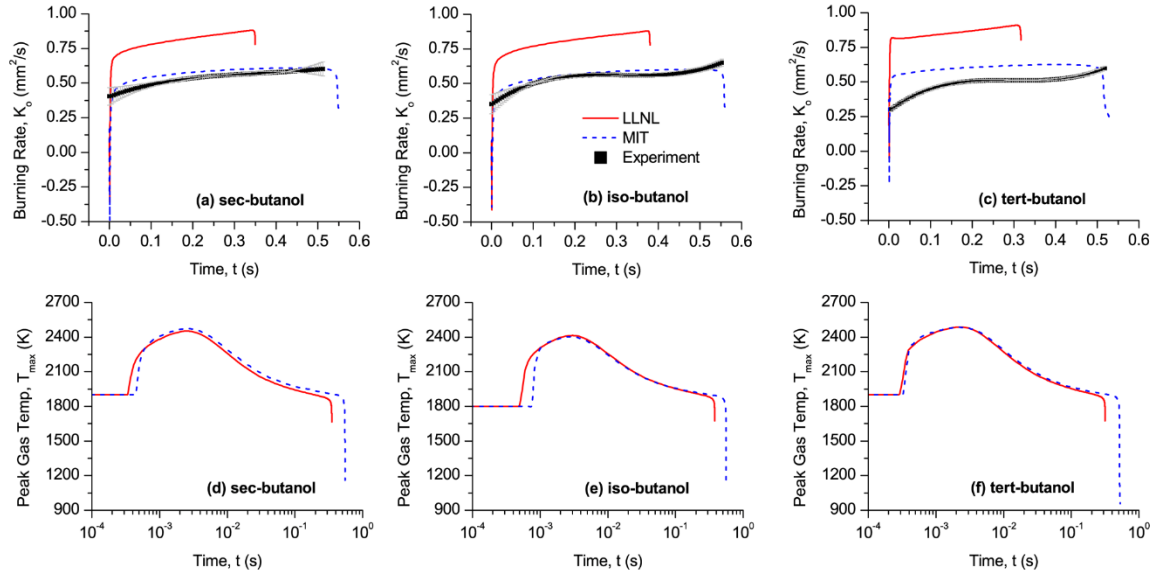 Burning Rate, K_o (mm²/s)
1.00
0.75
0.50
0.25
0.00
-0.25
-0.50
(a) sec-butanol
0.0 0.1 0.2 0.3 0.4 0.5 0.6
Time, t (s)
Burning Rate, K_o (mm²/s)
1.00
0.75
0.50
0.25
0.00
-0.25
-0.50
LLNL
MIT
Experiment
(b) iso-butanol
0.0 0.1 0.2 0.3 0.4 0.5 0.6
Time, t (s)
Burning Rate, K_o (mm²/s)
1.00
0.75
0.50
0.25
0.00
-0.25
-0.50
(c) tert-butanol
0.0 0.1 0.2 0.3 0.4 0.5 0.6
Time, t (s)
Peak Gas Temp, T_max (K)
2700
2400
2100
1800
1500
1200
900
(d) sec-butanol
10⁻⁴ 10⁻³ 10⁻² 10⁻¹ 10⁰
Time, t (s)
Peak Gas Temp, T_max (K)
2700
2400
2100
1800
1500
1200
900
(e) iso-butanol
10⁻⁴ 10⁻³ 10⁻² 10⁻¹ 10⁰
Time, t (s)
Peak Gas Temp, T_max (K)
2700
2400
2100
1800
1500
1200
900
(f) tert-butanol
10⁻⁴ 10⁻³ 10⁻² 10⁻¹ 10⁰
Time, t (s)